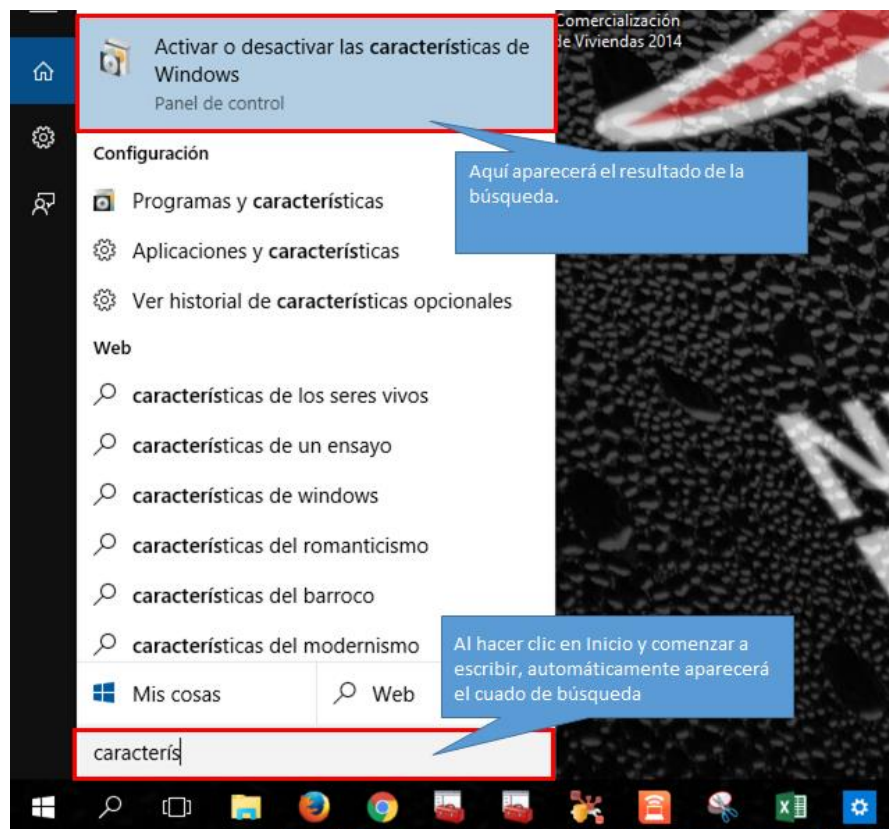 Comercialización
de Viviendas 2014
Activar o desactivar las características de
Windows
Panel de control
Aquí aparecerá el resultado de la
búsqueda.
Configuración
Programas y características
Aplicaciones y características
Ver historial de características opcionales
Web
características de los seres vivos
características de un ensayo
características de windows
características del romanticismo
características del barroco
características del modernismo
Al hacer clic en Inicio y comenzar a
escribir, automáticamente aparecerá
el cuado de búsqueda
Mis cosas
Web
caracterís